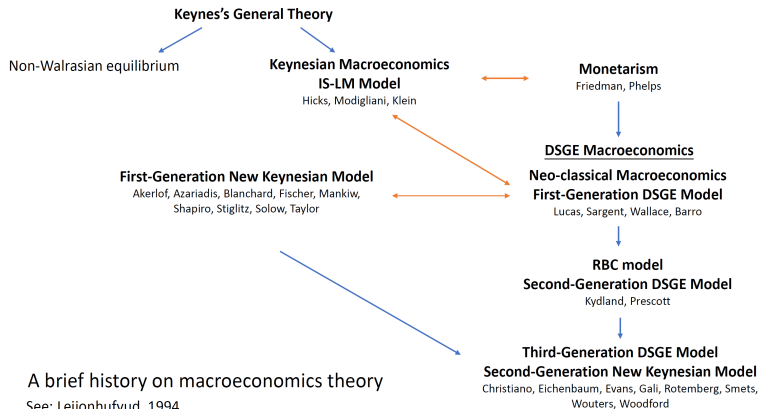 Keynes's General Theory
Non-Walrasian equilibrium
Keynesian Macroeconomics
IS-LM Model
Hicks, Modigliani, Klein
Monetarism
Friedman, Phelps
DSGE Macroeconomics
Neo-classical Macroeconomics
First-Generation DSGE Model
Lucas, Sargent, Wallace, Barro
First-Generation New Keynesian Model
Akerlof, Azariadis, Blanchard, Fischer, Mankiw,
Shapiro, Stiglitz, Solow, Taylor
RBC model
Second-Generation DSGE Model
Kydland, Prescott
Third-Generation DSGE Model
Second-Generation New Keynesian Model
Christiano, Eichenbaum, Evans, Gali, Rotemberg, Smets,
Wouters, Woodford
A brief history on macroeconomics theory
See: Leijonhufvud, 1994